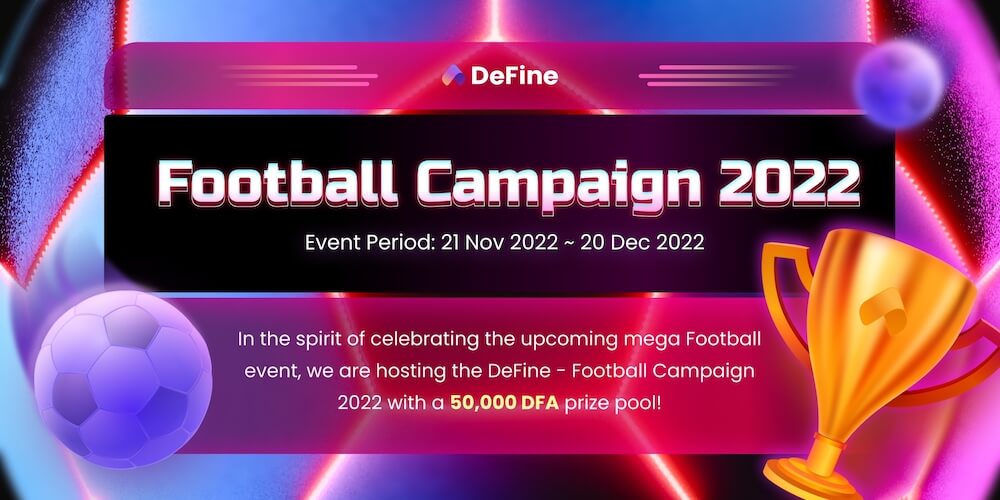 DeFine
Football Campaign 2022
Event Period: 21 Nov 2022 ~ 20 Dec 2022
In the spirit of celebrating the upcoming mega Football
event, we are hosting the DeFine - Football Campaign
2022 with a 50,000 DFA prize pool!